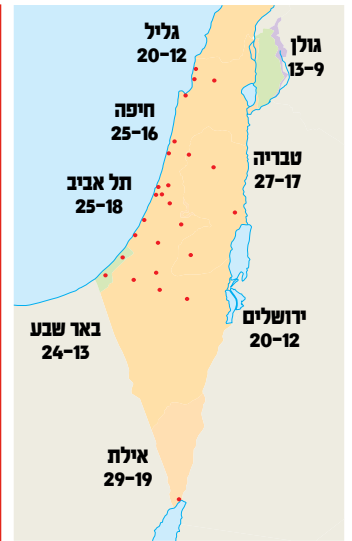 גליל
20-12
גולן
13-9
חיפה
25-16
טבריה
27-17
תל אביב
25-18
ירושלים
20-12
באר שבע
24-13
אילת
29-19